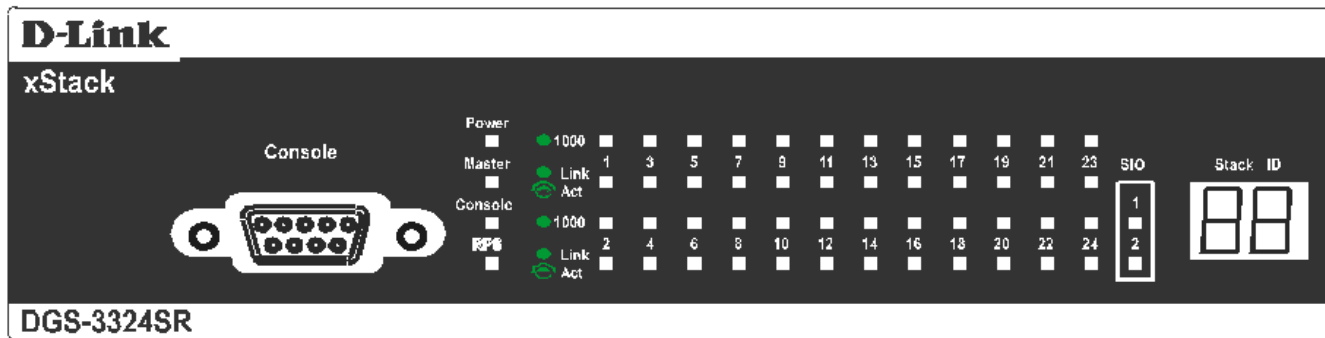 D-Link
xStack
Console
Power
Master
Console
RPS
1000
Link
Act
1 3 5 7 9 11 13 15 17 19 21 23
1000
Link
Act
2 4 6 8 10 12 14 16 18 20 22 24
SIO
1
2
Stack ID
DGS-3324SR